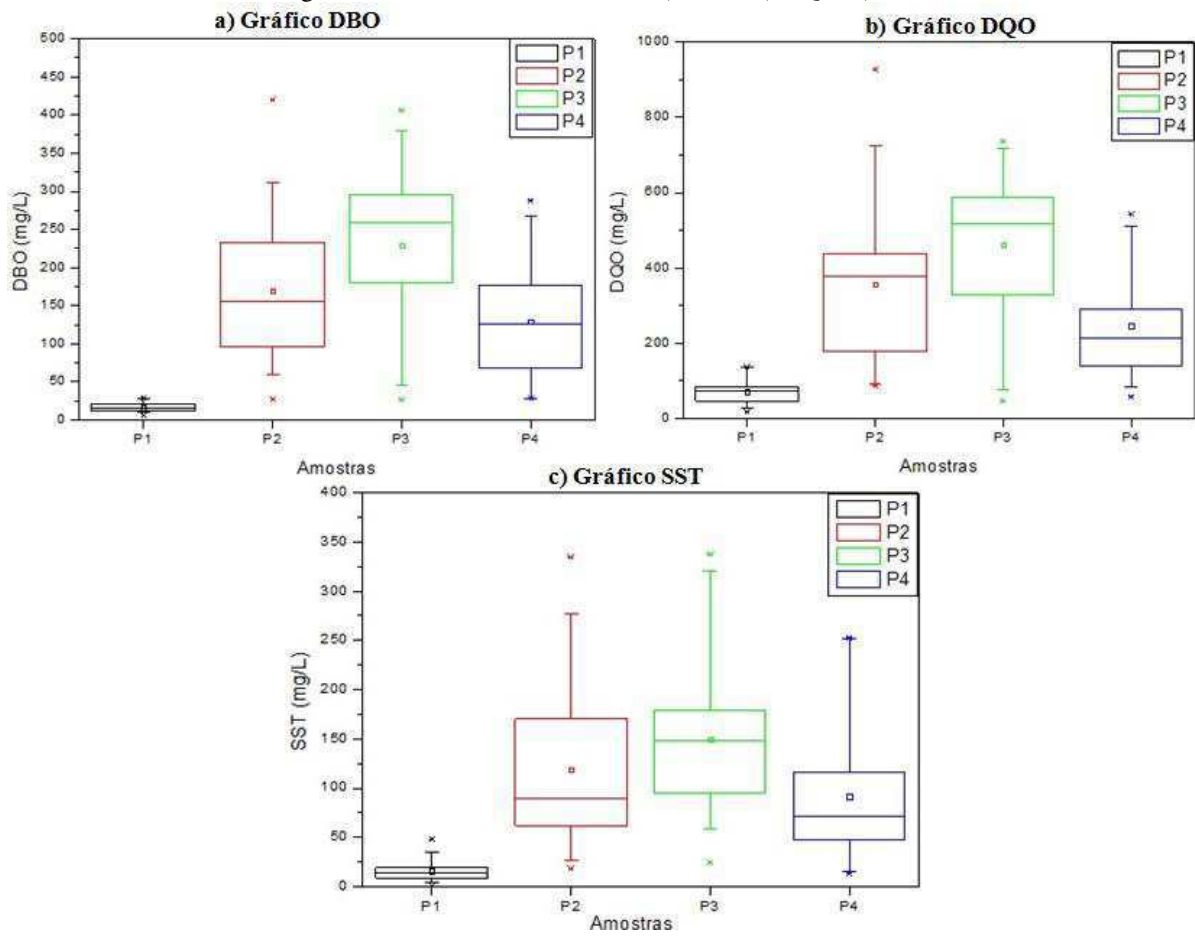 a) Gráfico DBO
500
450
400
350
300
250
200
150
100
50
0
DBO (mg/L)
P1
P2
P3
P4
P1
P2
P3
P4
Amostras
b) Gráfico DQO
1000
800
600
400
200
0
DQO (mg/L)
P1
P2
P3
P4
P1
P2
P3
P4
Amostras
c) Gráfico SST
400
350
300
250
200
150
100
50
0
SST (mg/L)
P1
P2
P3
P4
P1
P2
P3
P4
Amostras